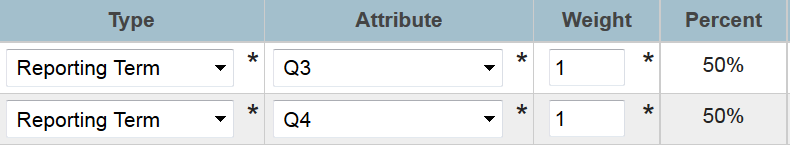 Type Attribute Weight Percent
Reporting Term * Q3 * 1 * 50%
Reporting Term * Q4 * 1 * 50%